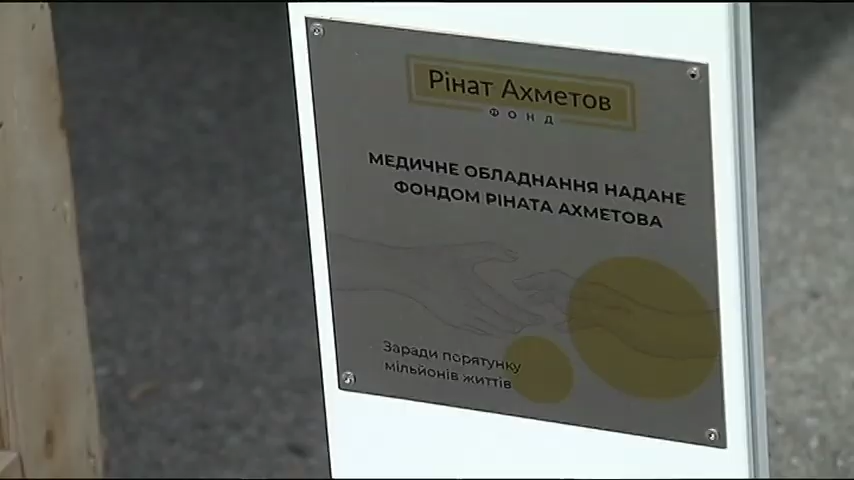 Рінат Ахметов
ФОНД
МЕДИЧНЕ ОБЛАДНАННЯ НАДАНЕ
ФОНДОМ РІНАТА АХМЕТОВА
Заради порятунку
мільйонів життів